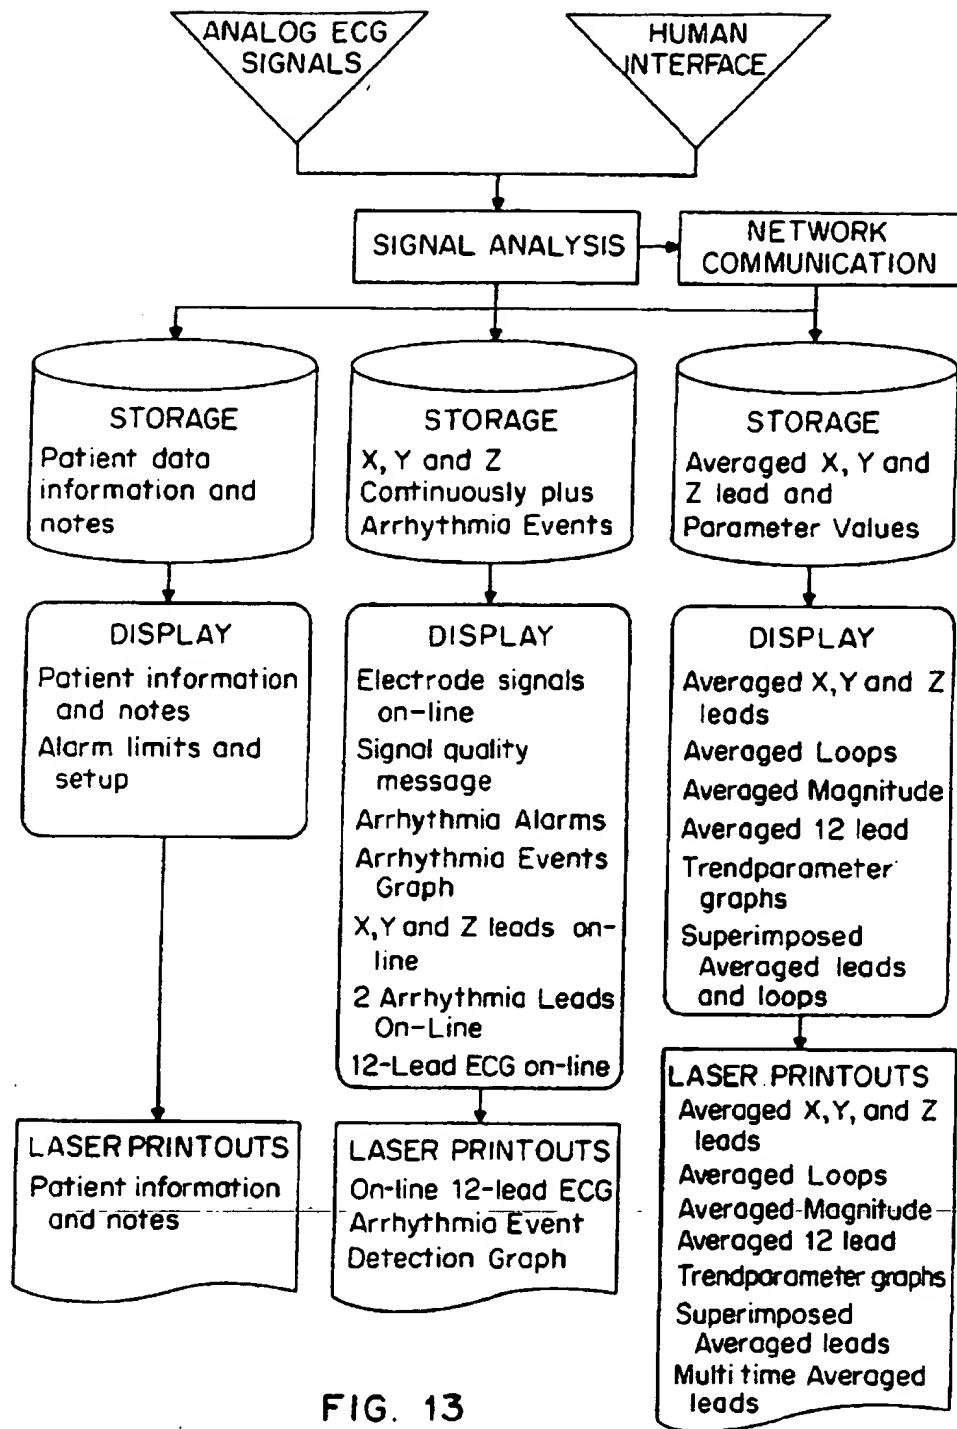 ANALOG ECG
SIGNALS
HUMAN
INTERFACE
SIGNAL ANALYSIS
NETWORK
COMMUNICATION
STORAGE
Patient data
information and
notes
STORAGE
X, Y and Z
Continuously plus
Arrhythmia Events
STORAGE
Averaged X, Y and
Z lead and
Parameter Values
DISPLAY
Patient information
and notes
Alarm limits and
setup
DISPLAY
Electrode signals
on-line
Signal quality
message
Arrhythmia Alarms
Arrhythmia Events
Graph
X,Y and Z leads on-
line
2 Arrhythmia Leads
On-Line
12-Lead ECG on-line
DISPLAY
Averaged X,Y and Z
leads
Averaged Loops
Averaged Magnitude
Averaged 12 lead
Trendparameter
graphs
Superimposed
Averaged leads
and loops
LASER PRINTOUTS
Patient information
and notes
LASER PRINTOUTS
On-line 12-lead ECG
Arrhythmia Event
Detection Graph
LASER PRINTOUTS
Averaged X,Y, and Z
leads
Averaged Loops
Averaged Magnitude
Averaged 12 lead
Trendparameter graphs
Superimposed
Averaged leads
Multi time Averaged
leads
FIG. 13